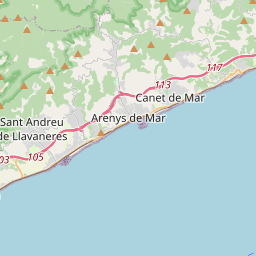 117
113
Canet de Mar
Arenys de Mar
Sant Andreu
de Llavaneres
105
03